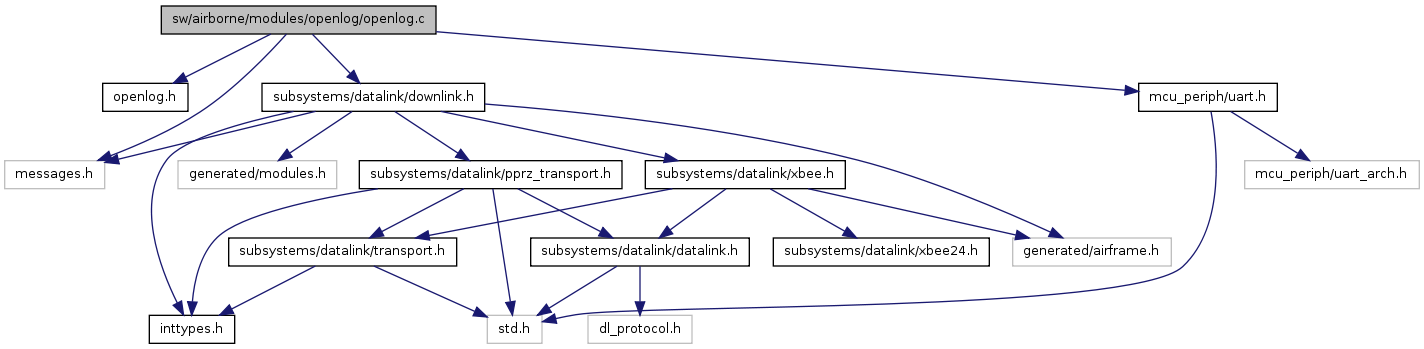 sw/airborne/modules/openlog/openlog.c
openlog.h
subsystems/datalink/downlink.h
mcu_periph/uart.h
messages.h
generated/modules.h
subsystems/datalink/pprz_transport.h
subsystems/datalink/xbee.h
mcu_periph/uart_arch.h
subsystems/datalink/transport.h
subsystems/datalink/datalink.h
subsystems/datalink/xbee24.h
generated/airframe.h
inttypes.h
std.h
dl_protocol.h